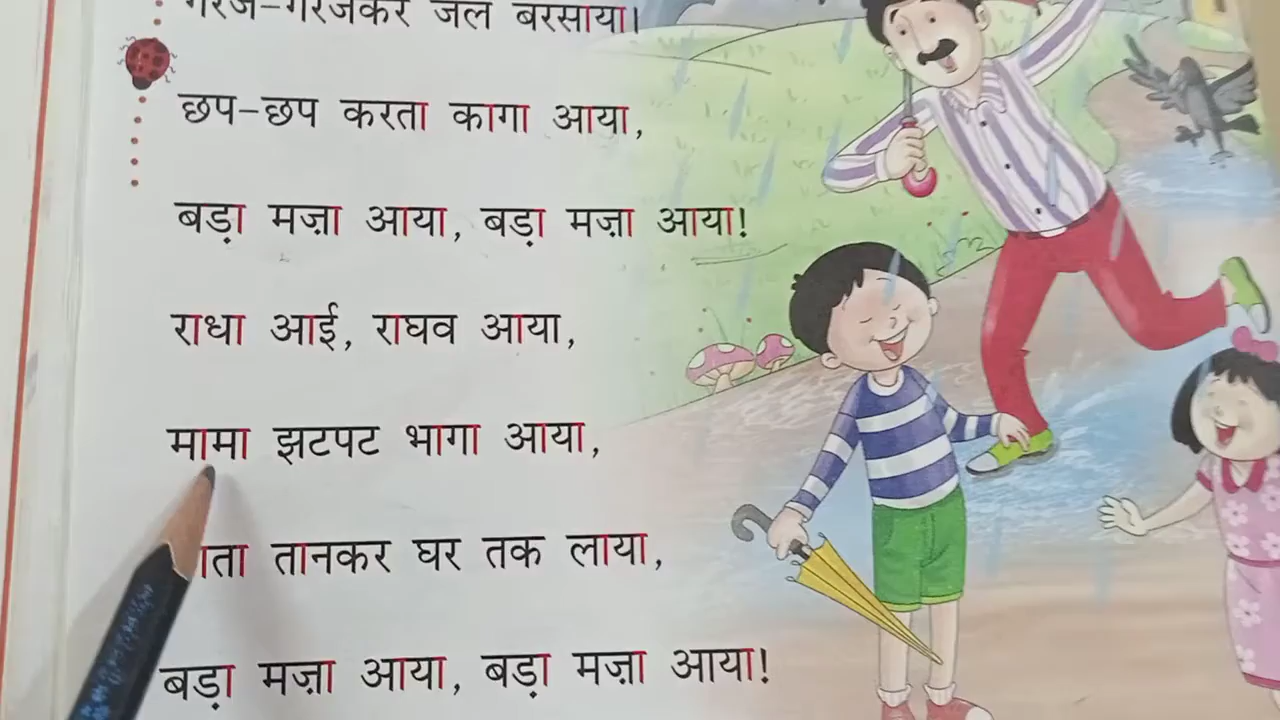 गरज-गरजकर जल बरसाया।
छप-छप करता कागा आया,
बड़ा मज़ा आया, बड़ा मज़ा आया!
राधा आई, राघव आया,
मामा झटपट भागा आया,
तानकर घर तक लाया,
बड़ा मज़ा आया, बड़ा मज़ा आया!